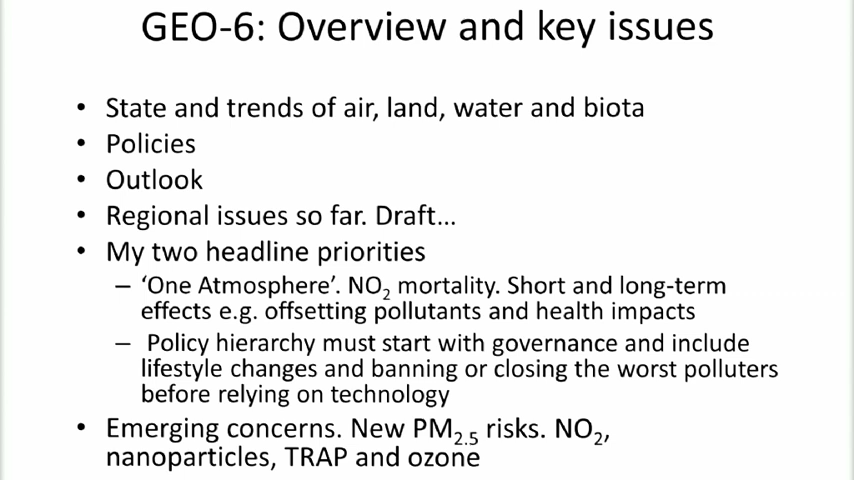 GEO-6: Overview and key issues
• State and trends of air, land, water and biota
• Policies
• Outlook
• Regional issues so far. Draft...
• My two headline priorities
– ‘One Atmosphere’. NO₂ mortality. Short and long-term
effects e.g. offsetting pollutants and health impacts
– Policy hierarchy must start with governance and include
lifestyle changes and banning or closing the worst polluters
before relying on technology
• Emerging concerns. New PM₂.₅ risks. NO₂,
nanoparticles, TRAP and ozone